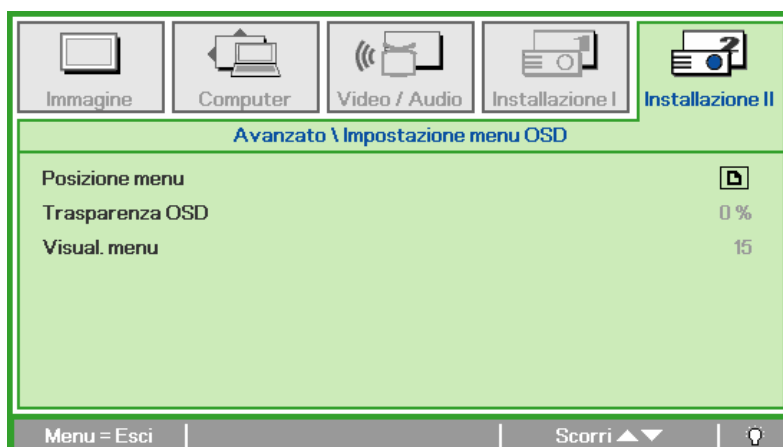 Immagine
Computer
Video / Audio
Installazione I
Installazione II
Avanzato \ Impostazione menu OSD
Posizione menu
Trasparenza OSD 0 %
Visual. menu 15
Menu = Esci Scorri ▲▼